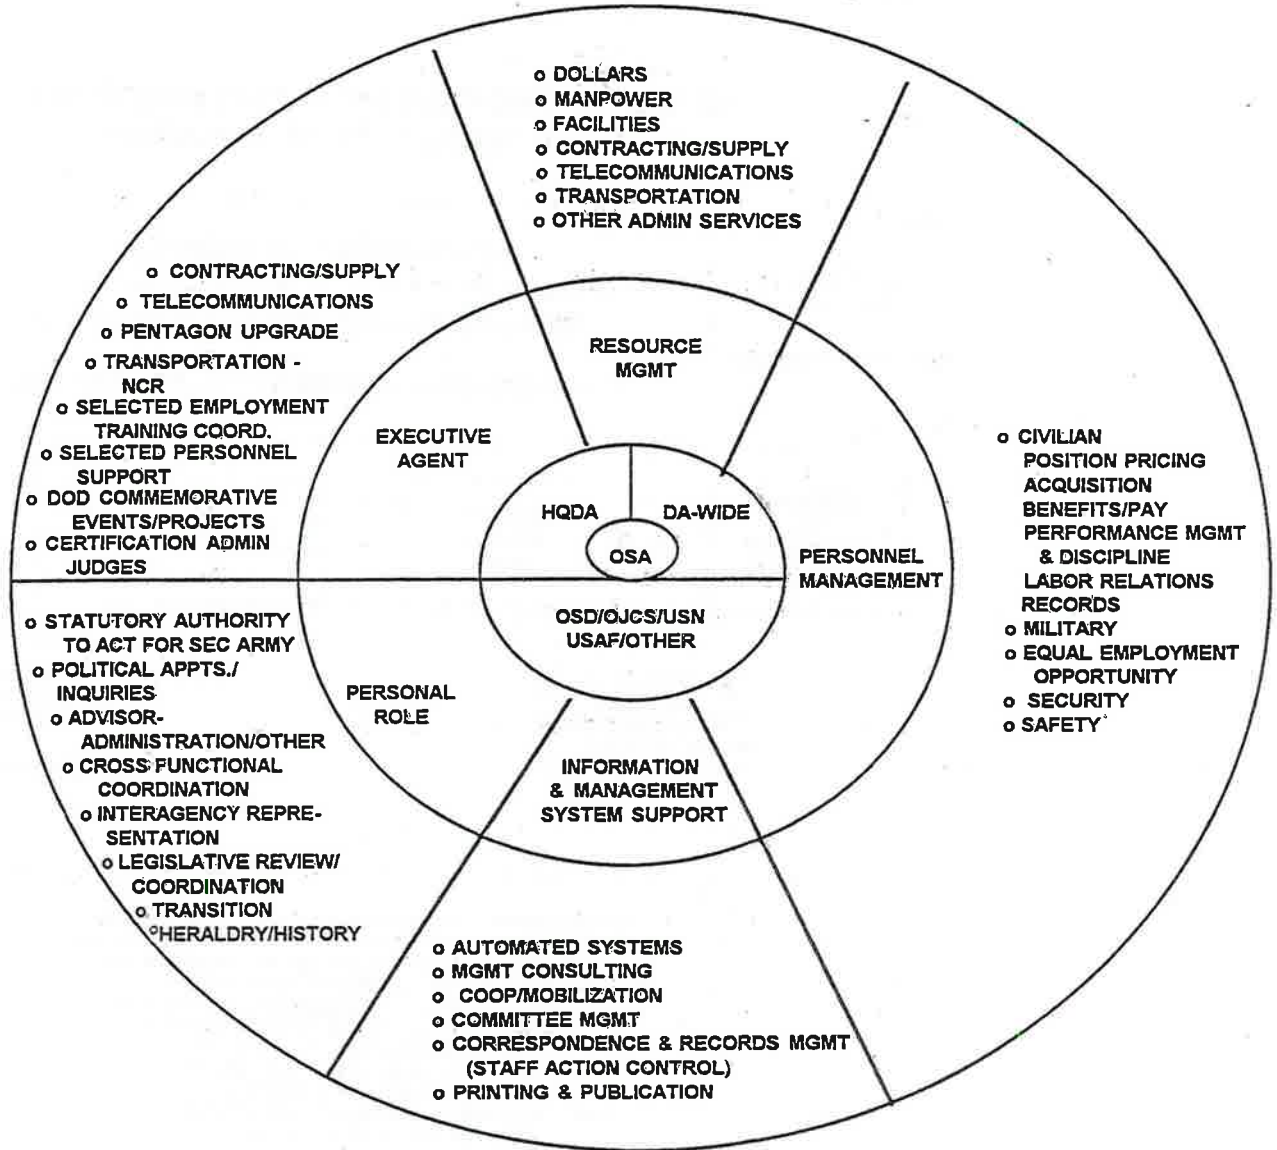 o DOLLARS
o MANPOWER
o FACILITIES
o CONTRACTING/SUPPLY
o TELECOMMUNICATIONS
o TRANSPORTATION
o OTHER ADMIN SERVICES
o CONTRACTING/SUPPLY
o TELECOMMUNICATIONS
o PENTAGON UPGRADE
o TRANSPORTATION -
NCR
o SELECTED EMPLOYMENT
TRAINING COORD.
o SELECTED PERSONNEL
SUPPORT
o DOD COMMEMORATIVE
EVENTS/PROJECTS
o CERTIFICATION ADMIN
JUDGES
RESOURCE
MGMT
EXECUTIVE
AGENT
HQDA
DA-WIDE
OSA
PERSONNEL
MANAGEMENT
OSD/OJCS/USN
USAF/OTHER
o CIVILIAN
POSITION PRICING
ACQUISITION
BENEFITS/PAY
PERFORMANCE MGMT
& DISCIPLINE
LABOR RELATIONS
RECORDS
o MILITARY
o EQUAL EMPLOYMENT
OPPORTUNITY
o SECURITY
o SAFETY
o STATUTORY AUTHORITY
TO ACT FOR SEC ARMY
o POLITICAL APPTS./
INQUIRIES
o ADVISOR-
ADMINISTRATION/OTHER
o CROSS FUNCTIONAL
COORDINATION
o INTERAGENCY REPRE-
SENTATION
o LEGISLATIVE REVIEW/
COORDINATION
o TRANSITION
o HERALDRY/HISTORY
PERSONAL
ROLE
INFORMATION
& MANAGEMENT
SYSTEM SUPPORT
o AUTOMATED SYSTEMS
o MGMT CONSULTING
o COOP/MOBILIZATION
o COMMITTEE MGMT
o CORRESPONDENCE & RECORDS MGMT
(STAFF ACTION CONTROL)
o PRINTING & PUBLICATION